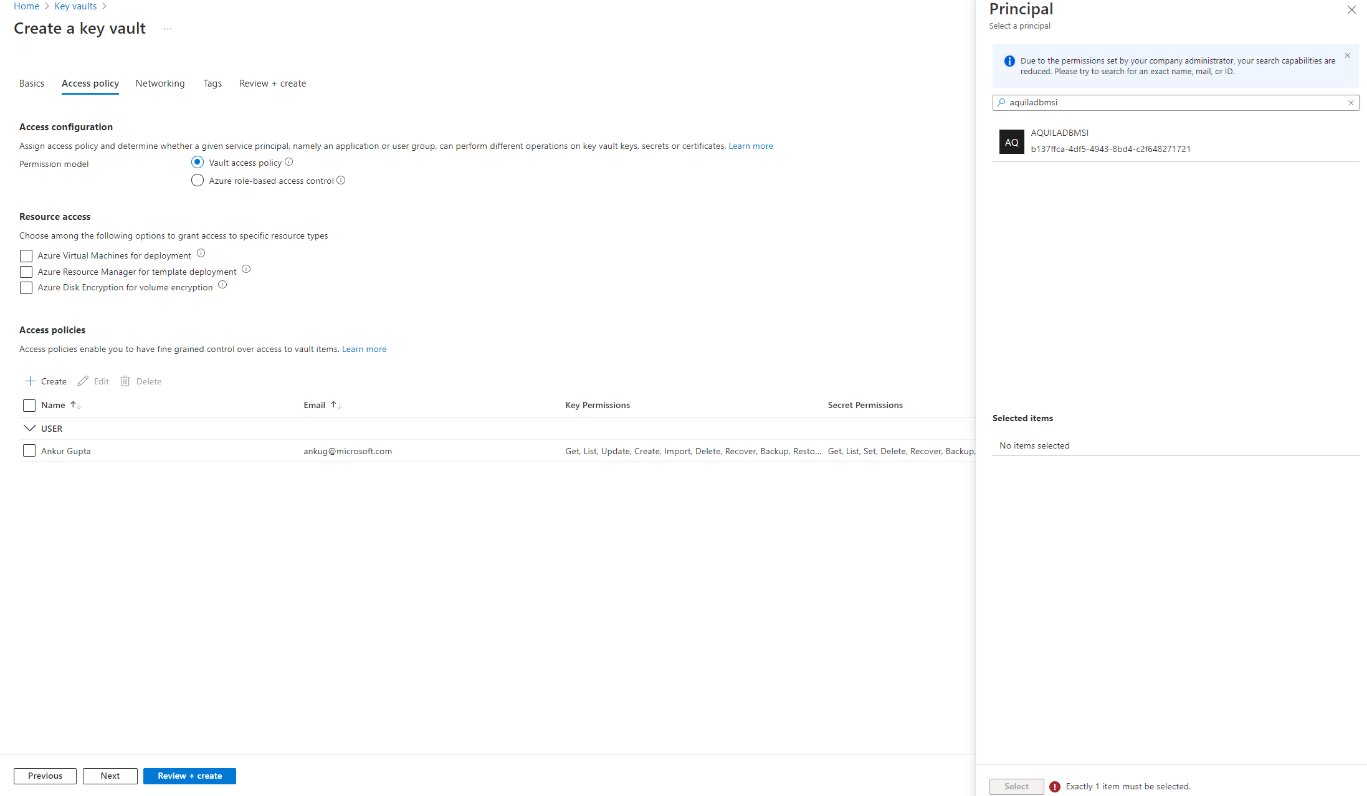 Home > Key vaults >
Create a key vault ...
Basics Access policy Networking Tags Review + create
Access configuration
Assign access policy and determine whether a given service principal, namely an application or user group, can perform different operations on key vault keys, secrets or certificates. Learn more
Permission model
Vault access policy
Azure role-based access control
Resource access
Choose among the following options to grant access to specific resource types
Azure Virtual Machines for deployment
Azure Resource Manager for template deployment
Azure Disk Encryption for volume encryption
Access policies
Access policies enable you to have fine grained control over access to vault items. Learn more
+ Create Edit Delete
Name Email Key Permissions Secret Permissions
USER
Ankur Gupta ankug@microsoft.com Get, List, Update, Create, Import, Delete, Recover, Backup, Resto... Get, List, Set, Delete, Recover, Backup,
Previous Next Review + create
Principal
Select a principal
Due to the permissions set by your company administrator, your search capabilities are
reduced. Please try to search for an exact name, mail, or ID.
aquiladbmsi
AQ
AQUILADBMSI
b137ffca-4df5-4943-8bd4-c2f648271721
Selected items
No items selected
Select Exactly 1 item must be selected.